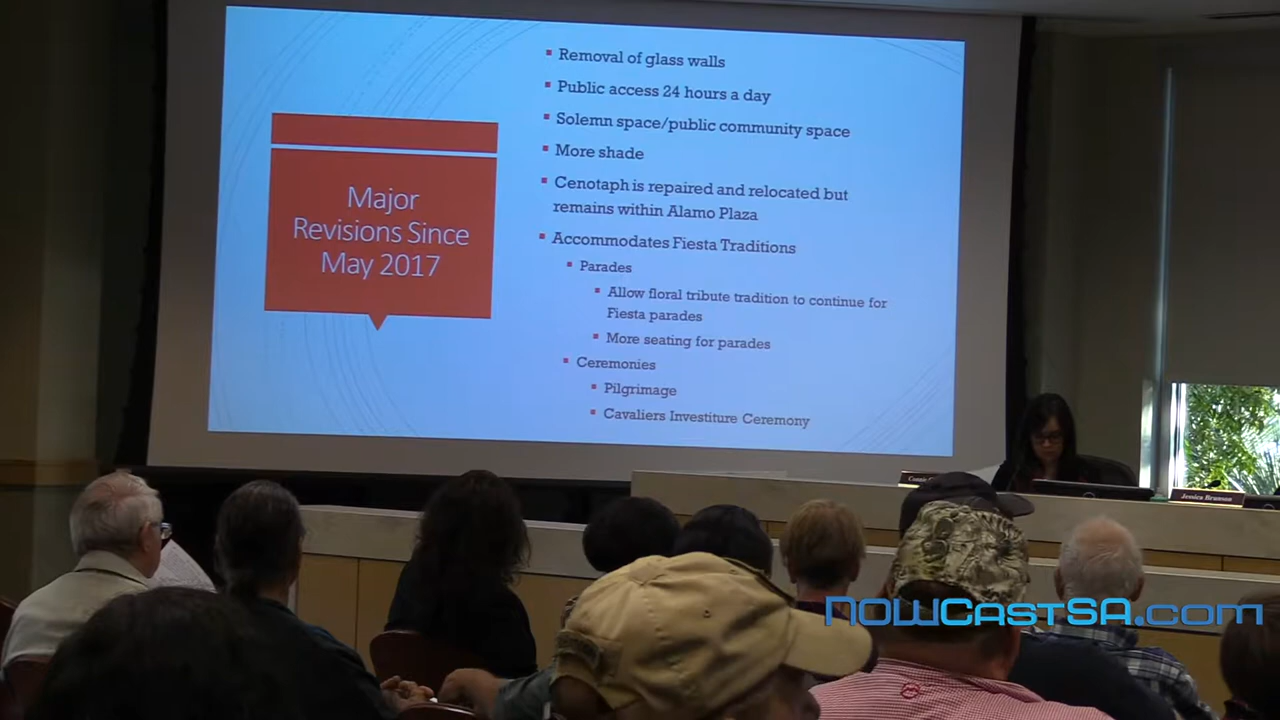 Major
Revisions Since
May 2017
Removal of glass walls
Public access 24 hours a day
Solemn space/public community space
More shade
Cenotaph is repaired and relocated but
remains within Alamo Plaza
Accommodates Fiesta Traditions
Parades
Allow floral tribute tradition to continue for
Fiesta parades
More seating for parades
Ceremonies
Pilgrimage
Cavaliers Investiture Ceremony
Jessica Brunson
NOWCastSA.com